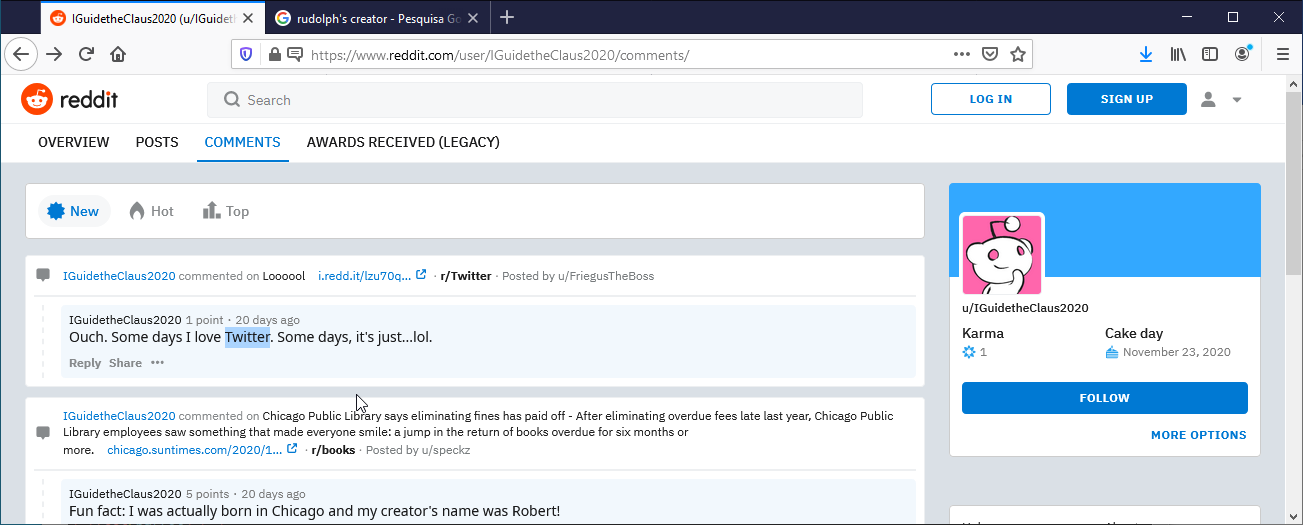 IGuidetheClaus2020 (u/IGuideth
rudolph's creator - Pesquisa Go
https://www.reddit.com/user/IGuidetheClaus2020/comments/
reddit
Search
LOG IN
SIGN UP
OVERVIEW POSTS COMMENTS AWARDS RECEIVED (LEGACY)
New Hot Top
IGuidetheClaus2020 commented on Loooool i.redd.it/lzu70q... · r/Twitter · Posted by u/FriegusTheBoss
IGuidetheClaus2020 1 point · 20 days ago
Ouch. Some days I love Twitter. Some days, it's just...lol.
Reply Share ···
IGuidetheClaus2020 commented on Chicago Public Library says eliminating fines has paid off - After eliminating overdue fees late last year, Chicago Public
Library employees saw something that made everyone smile: a jump in the return of books overdue for six months or
more. chicago.suntimes.com/2020/1... · r/books · Posted by u/speckz
IGuidetheClaus2020 5 points · 20 days ago
Fun fact: I was actually born in Chicago and my creator's name was Robert!
u/IGuidetheClaus2020
Karma Cake day
1 November 23, 2020
FOLLOW
MORE OPTIONS